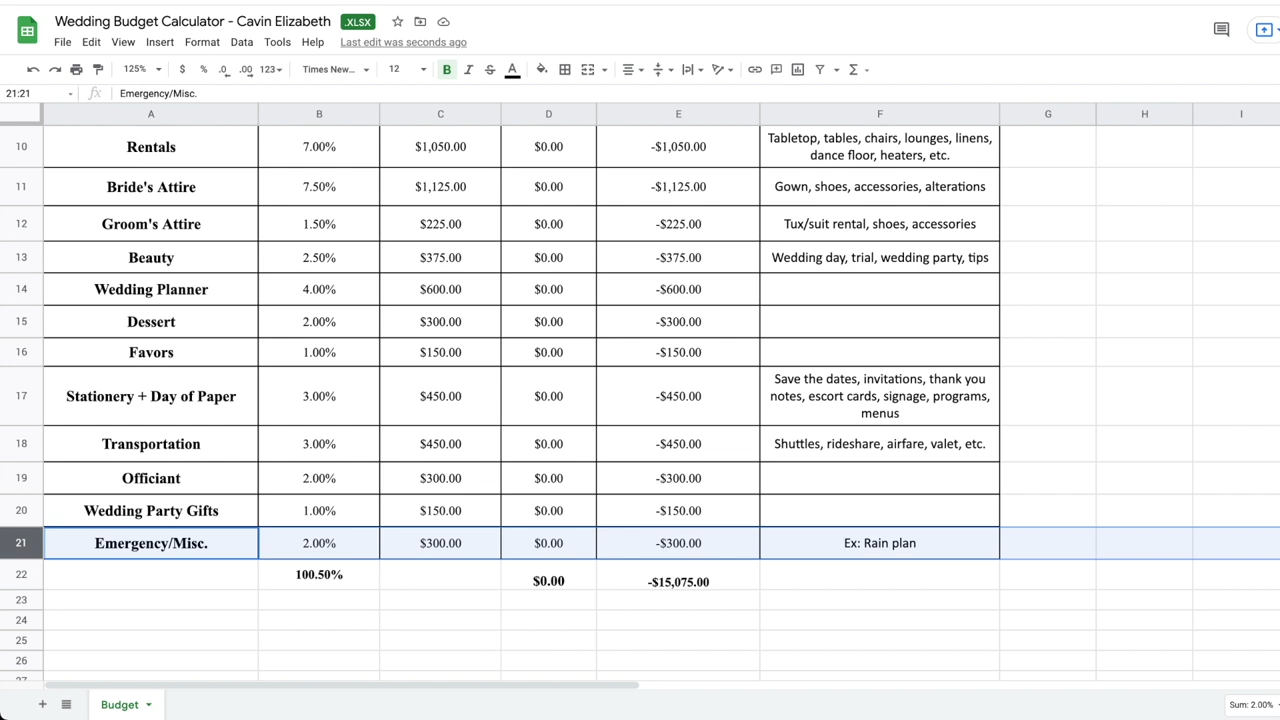 Wedding Budget Calculator - Cavin Elizabeth .XLSX
File Edit View Insert Format Data Tools Help Last edit was seconds ago
125% $ % .0 .00 123 Times New... 12 B I S A Σ
21:21 fx Emergency/Misc.
A B C D E F G H I
10 Rentals 7.00% $1,050.00 $0.00 -$1,050.00 Tabletop, tables, chairs, lounges, linens,
dance floor, heaters, etc.
11 Bride's Attire 7.50% $1,125.00 $0.00 -$1,125.00 Gown, shoes, accessories, alterations
12 Groom's Attire 1.50% $225.00 $0.00 -$225.00 Tux/suit rental, shoes, accessories
13 Beauty 2.50% $375.00 $0.00 -$375.00 Wedding day, trial, wedding party, tips
14 Wedding Planner 4.00% $600.00 $0.00 -$600.00
15 Dessert 2.00% $300.00 $0.00 -$300.00
16 Favors 1.00% $150.00 $0.00 -$150.00
17 Stationery + Day of Paper 3.00% $450.00 $0.00 -$450.00 Save the dates, invitations, thank you
notes, escort cards, signage, programs,
menus
18 Transportation 3.00% $450.00 $0.00 -$450.00 Shuttles, rideshare, airfare, valet, etc.
19 Officiant 2.00% $300.00 $0.00 -$300.00
20 Wedding Party Gifts 1.00% $150.00 $0.00 -$150.00
21 Emergency/Misc. 2.00% $300.00 $0.00 -$300.00 Ex: Rain plan
22 100.50% $0.00 -$15,075.00
23
24
25
26
27
+ Budget Sum: 2.00%